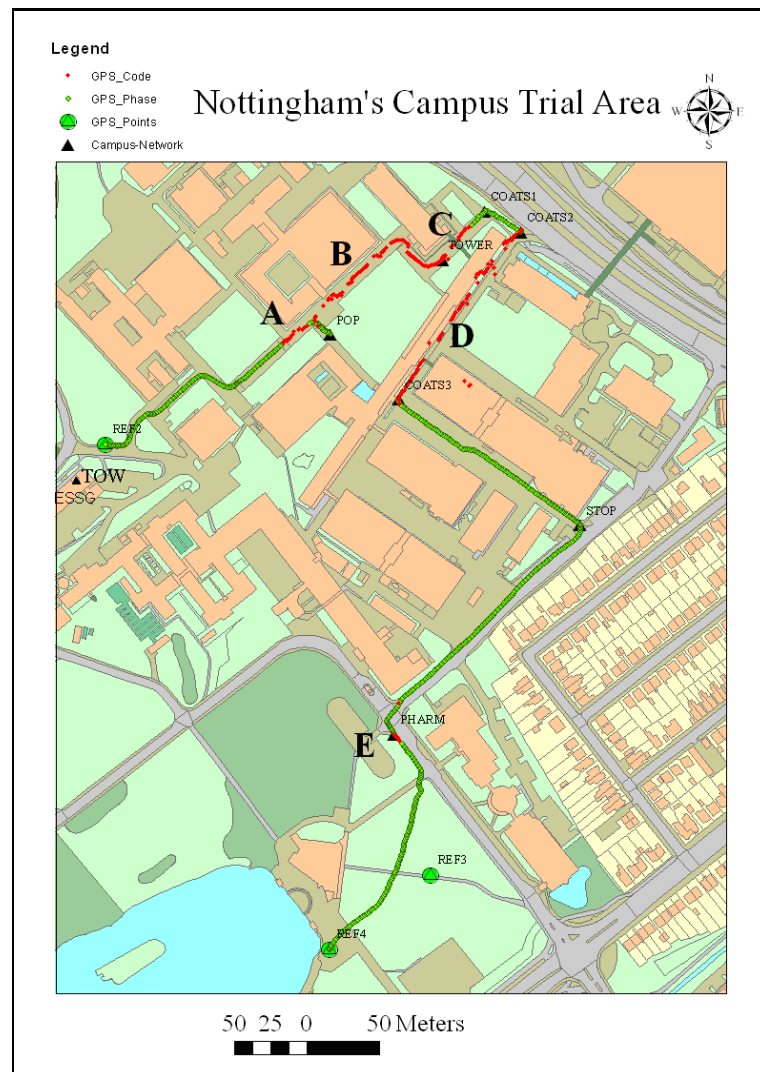 Legend
GPS_Code
GPS_Phase
GPS_Points
Campus-Network
Nottingham's Campus Trial Area
N
W E
S
COATS1
C
COATS2
B
TOWER
A
POP
D
COATS3
REF2
TOW
ESSG
STOP
PHARM
E
REF3
REF4
50 25 0 50 Meters